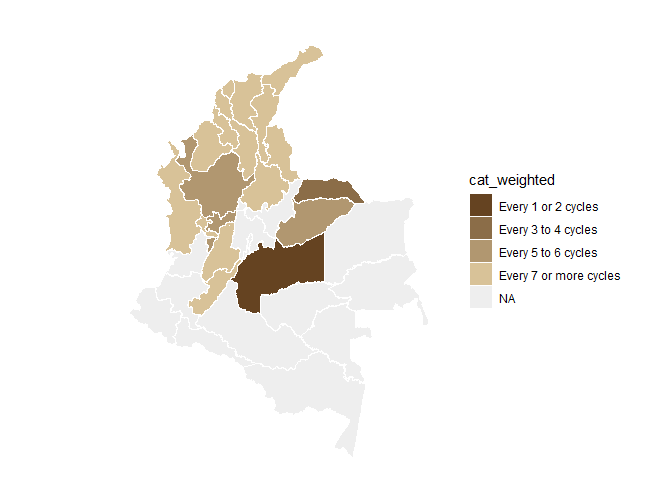 cat_weighted
Every 1 or 2 cycles
Every 3 to 4 cycles
Every 5 to 6 cycles
Every 7 or more cycles
NA